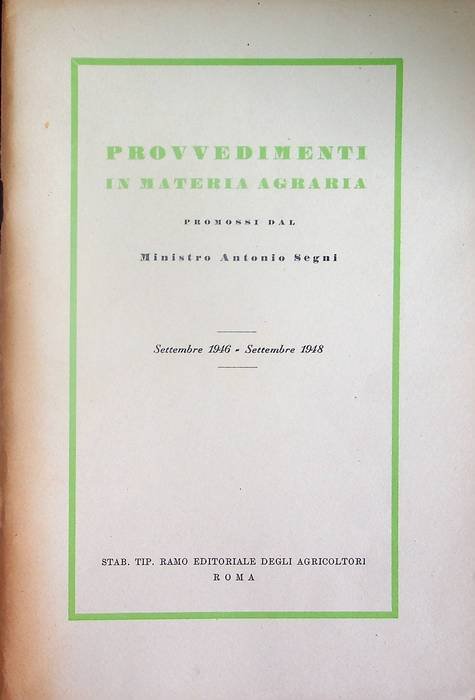 PROVVEDIMENTI
IN MATERIA AGRARIA
PROMOSSI DAL
Ministro Antonio Segni
Settembre 1946 - Settembre 1948
STAB. TIP. RAMO EDITORIALE DEGLI AGRICOLTORI
ROMA